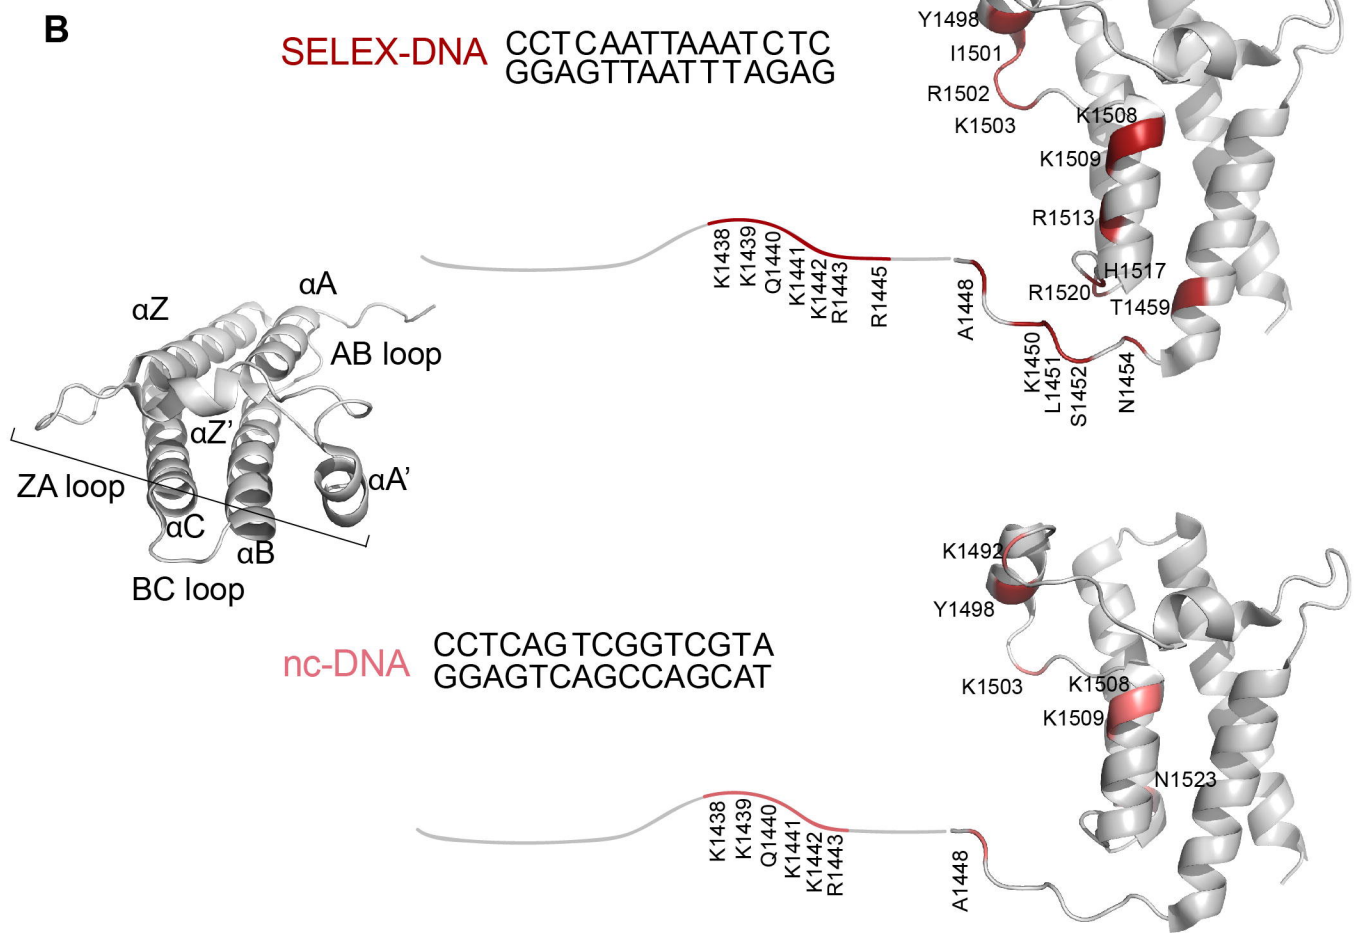 B
SELEX-DNA
CCTCAATTAAATCTC
GGAGTTAATTTAGAG
Y1498
I1501
R1502
K1503
K1508
K1509
R1513
H1517
R1520
T1459
K1438
K1439
Q1440
K1441
K1442
R1443
R1445
A1448
K1450
L1451
S1452
N1454
αZ
αA
AB loop
αZ’
ZA loop
αA’
αC
αB
BC loop
nc-DNA
CCTCAGTCGGTCGTA
GGAGTCAGCCAGCAT
K1492
Y1498
K1503
K1508
K1509
N1523
K1438
K1439
Q1440
K1441
K1442
R1443
A1448